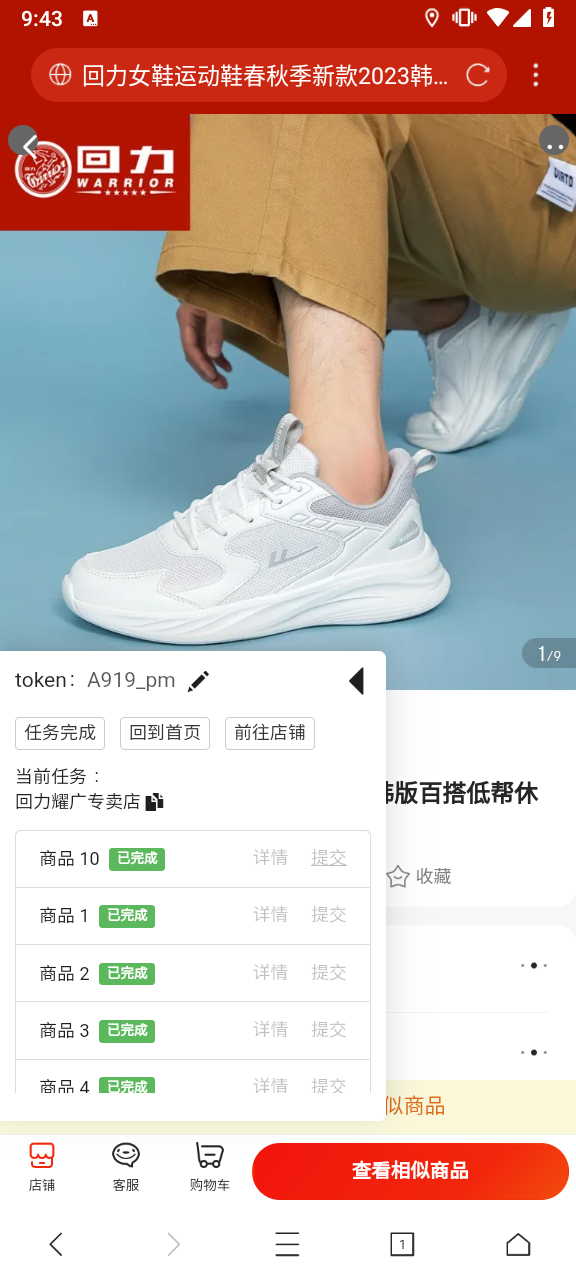 9:43
A
回力女鞋运动鞋春秋季新款2023韩...
回力
WARRIOR
1/9
token: A919_pm
任务完成 回到首页 前往店铺
当前任务：
回力耀广专卖店
韩版百搭低帮休
商品 10 已完成 详情 提交
收藏
商品 1 已完成 详情 提交
商品 2 已完成 详情 提交
商品 3 已完成 详情 提交
商品 4 已完成 详情 提交
似商品
店铺 客服 购物车 查看相似商品
1